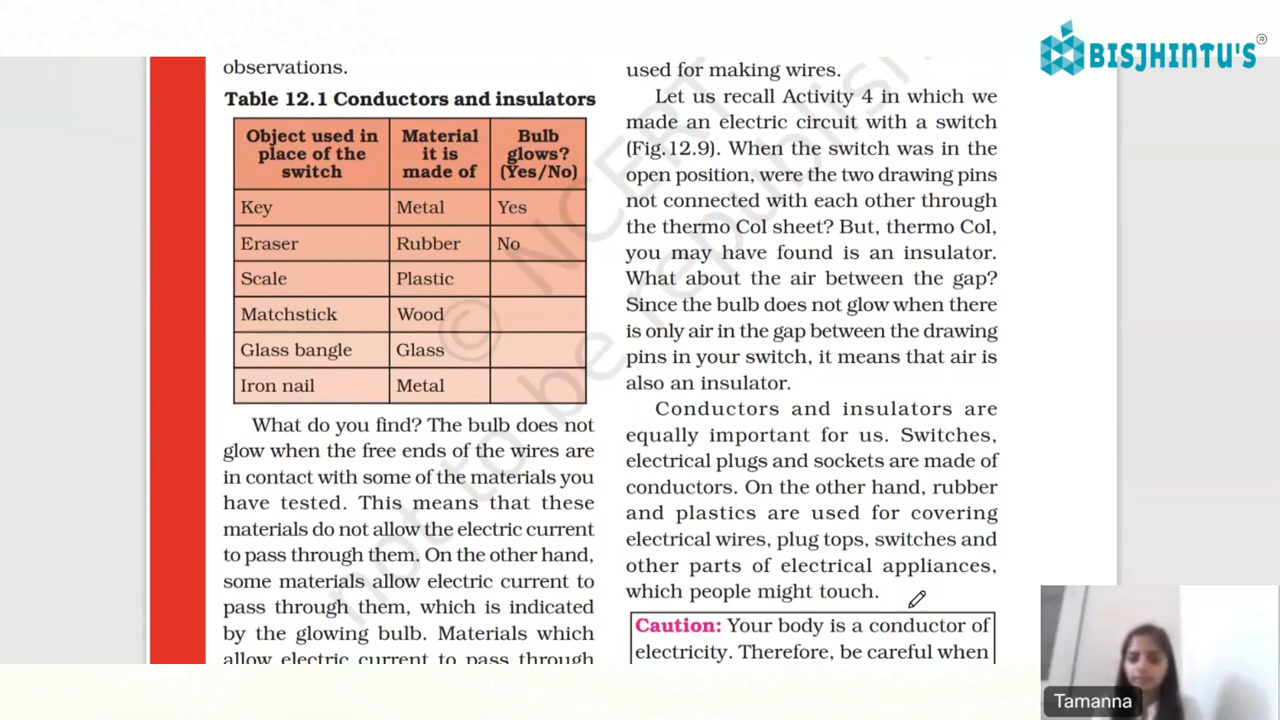 BISJHINTU'S®
observations.
Table 12.1 Conductors and insulators
Object used in place of the switch | Material it is made of | Bulb glows? (Yes/No)
Key | Metal | Yes
Eraser | Rubber | No
Scale | Plastic
Matchstick | Wood
Glass bangle | Glass
Iron nail | Metal
What do you find? The bulb does not
glow when the free ends of the wires are
in contact with some of the materials you
have tested. This means that these
materials do not allow the electric current
to pass through them. On the other hand,
some materials allow electric current to
pass through them, which is indicated
by the glowing bulb. Materials which
allow electric current to pass through
used for making wires.
Let us recall Activity 4 in which we
made an electric circuit with a switch
(Fig.12.9). When the switch was in the
open position, were the two drawing pins
not connected with each other through
the thermo Col sheet? But, thermo Col,
you may have found is an insulator.
What about the air between the gap?
Since the bulb does not glow when there
is only air in the gap between the drawing
pins in your switch, it means that air is
also an insulator.
Conductors and insulators are
equally important for us. Switches,
electrical plugs and sockets are made of
conductors. On the other hand, rubber
and plastics are used for covering
electrical wires, plug tops, switches and
other parts of electrical appliances,
which people might touch.
Caution: Your body is a conductor of
electricity. Therefore, be careful when
© NCERT
not to be republish
Tamanna